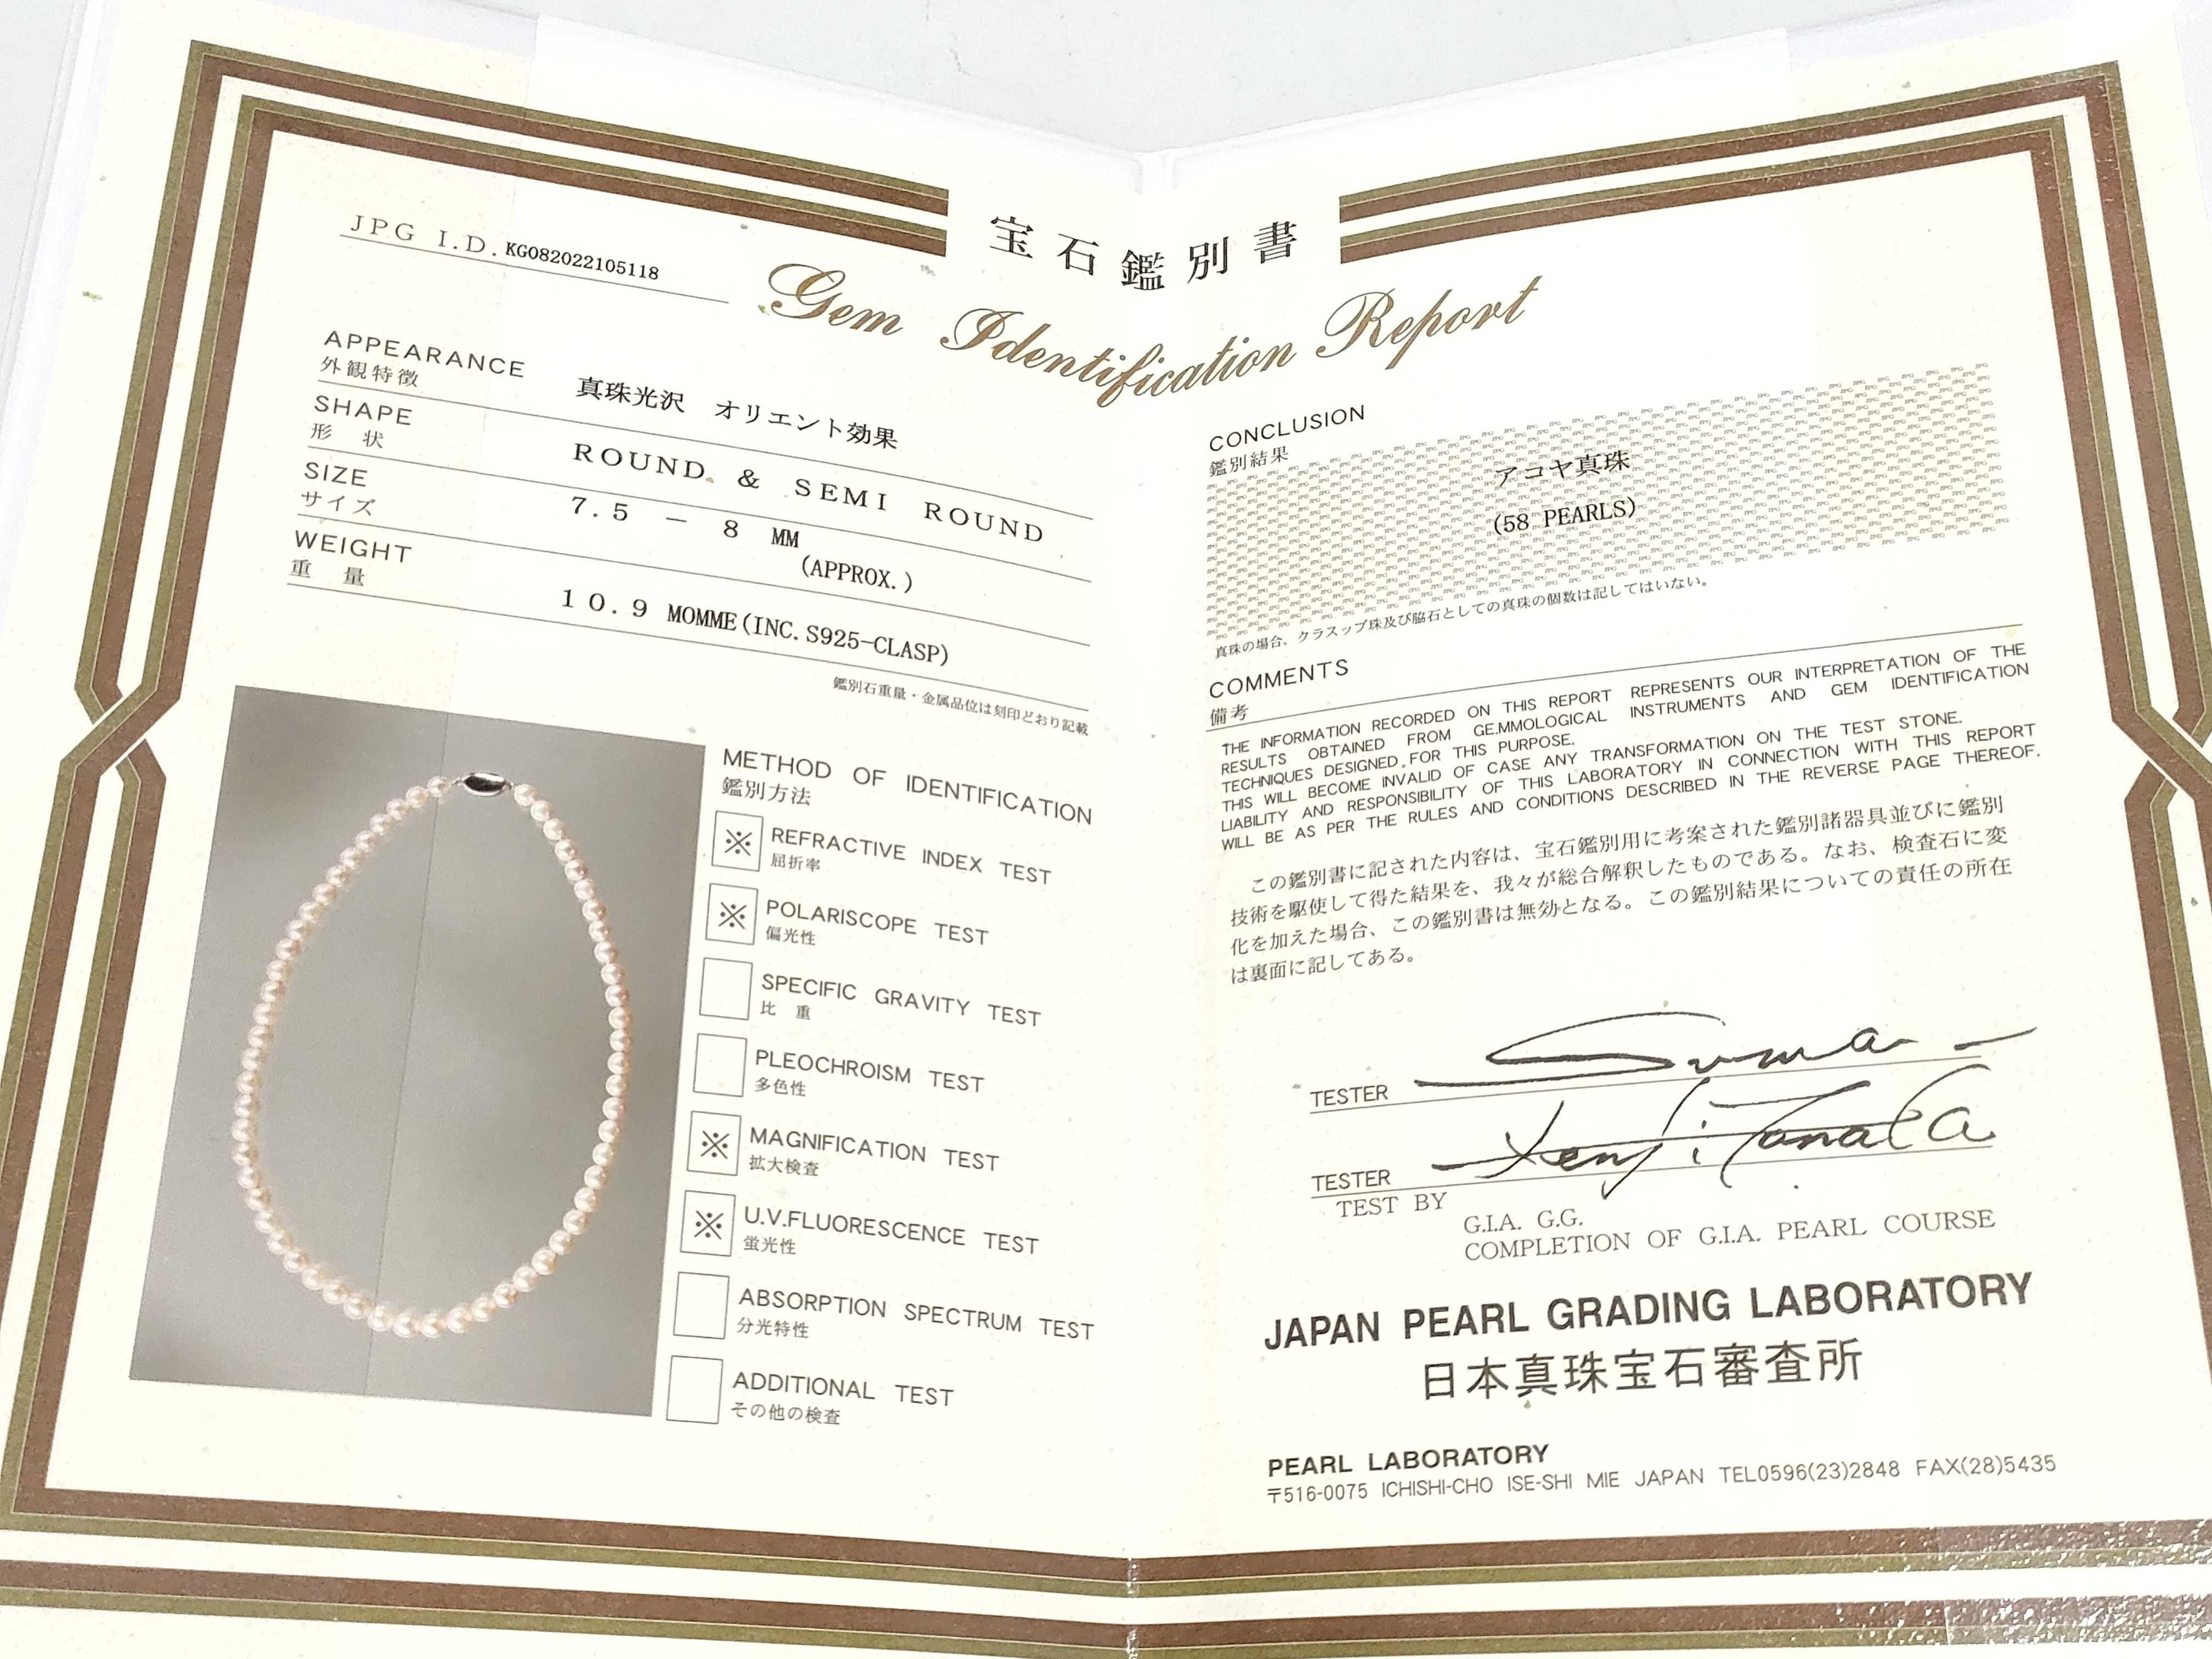 宝石鑑別書
Gem Identification Report
JPG I.D. KG082022105118
APPEARANCE
外観特徴
真珠光沢 オリエント効果
SHAPE
形 状
ROUND & SEMI ROUND
SIZE
サイズ
7.5 － 8 MM
(APPROX.)
WEIGHT
重 量
10.9 MOMME(INC.S925-CLASP)
鑑別石重量・金属品位は刻印どおり記載
METHOD OF IDENTIFICATION
鑑別方法
※ REFRACTIVE INDEX TEST
屈折率
※ POLARISCOPE TEST
偏光性
SPECIFIC GRAVITY TEST
比 重
PLEOCHROISM TEST
多色性
※ MAGNIFICATION TEST
拡大検査
※ U.V.FLUORESCENCE TEST
蛍光性
ABSORPTION SPECTRUM TEST
分光特性
ADDITIONAL TEST
その他の検査
CONCLUSION
鑑別結果
アコヤ真珠
(58 PEARLS)
真珠の場合、クラスップ珠及び脇石としての真珠の個数は記してはいない。
COMMENTS
備考
THE INFORMATION RECORDED ON THIS REPORT REPRESENTS OUR INTERPRETATION OF THE
RESULTS OBTAINED FROM GE.MMOLOGICAL INSTRUMENTS AND GEM IDENTIFICATION
TECHNIQUES DESIGNED FOR THIS PURPOSE.
THIS WILL BECOME INVALID OF CASE ANY TRANSFORMATION ON THE TEST STONE.
LIABILITY AND RESPONSIBILITY OF THIS LABORATORY IN CONNECTION WITH THIS REPORT
WILL BE AS PER THE RULES AND CONDITIONS DESCRIBED IN THE REVERSE PAGE THEREOF.
この鑑別書に記された内容は、宝石鑑別用に考案された鑑別諸器具並びに鑑別
技術を駆使して得た結果を、我々が総合解釈したものである。なお、検査石に変
化を加えた場合、この鑑別書は無効となる。この鑑別結果についての責任の所在
は裏面に記してある。
TESTER
TESTER Kenji Tanaka
TEST BY
G.I.A. G.G.
COMPLETION OF G.I.A. PEARL COURSE
JAPAN PEARL GRADING LABORATORY
日本真珠宝石審査所
PEARL LABORATORY
〒516-0075 ICHISHI-CHO ISE-SHI MIE JAPAN TEL0596(23)2848 FAX(28)5435